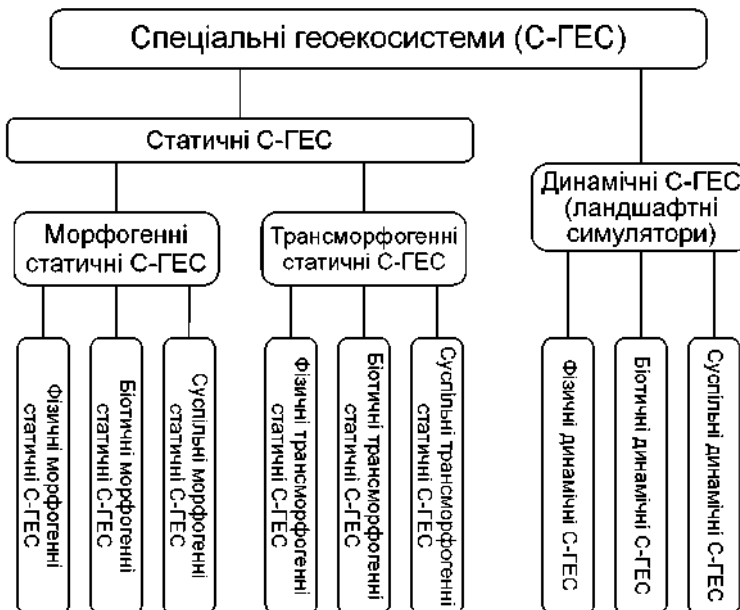 Спеціальні геоекосистеми (С-ГЕС)
Статичні С-ГЕС
Динамічні С-ГЕС
(ландшафтні
симулятори)
Морфогенні
статичні С-ГЕС
Трансморфогенні
статичні С-ГЕС
Фізичні морфогенні
статичні С-ГЕС
Біотичні морфогенні
статичні С-ГЕС
Суспільні морфогенні
статичні С-ГЕС
Фізичні трансморфогенні
статичні С-ГЕС
Біотичні трансморфогенні
статичні С-ГЕС
Суспільні трансморфогенні
статичні С-ГЕС
Фізичні динамічні С-ГЕС
Біотичні динамічні С-ГЕС
Суспільні динамічні С-ГЕС